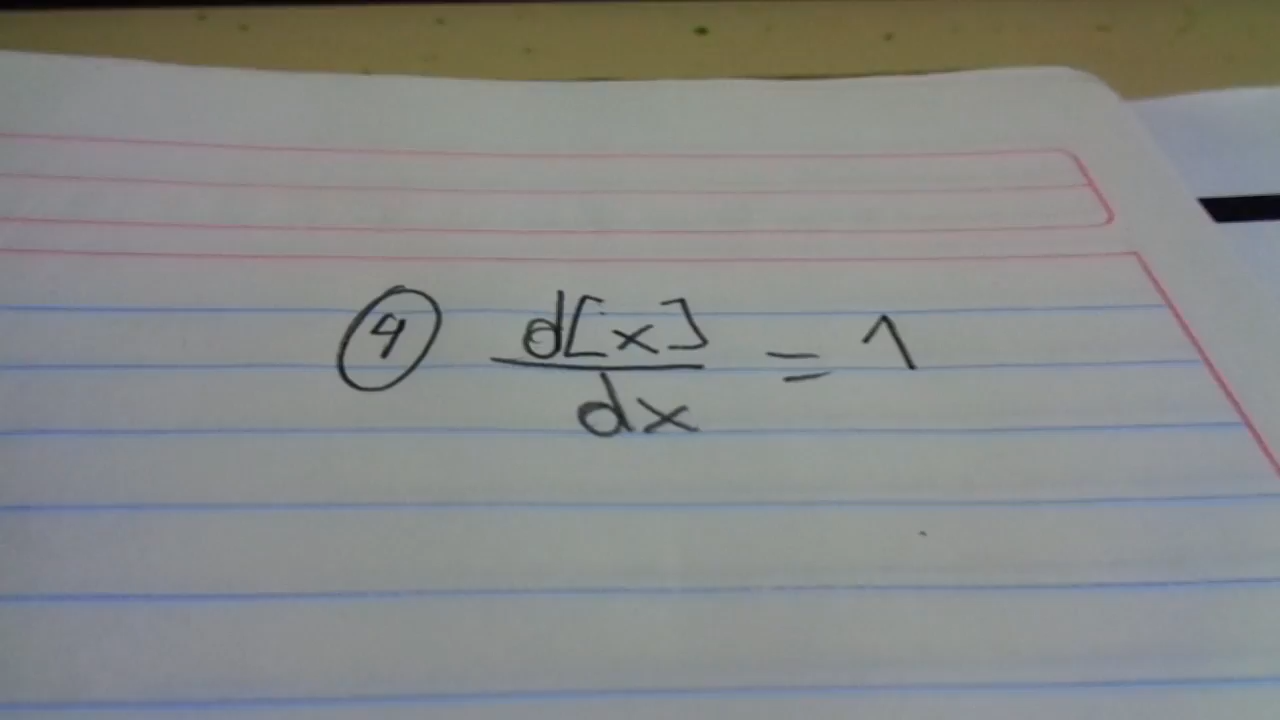 ④ d[x]/dx = 1